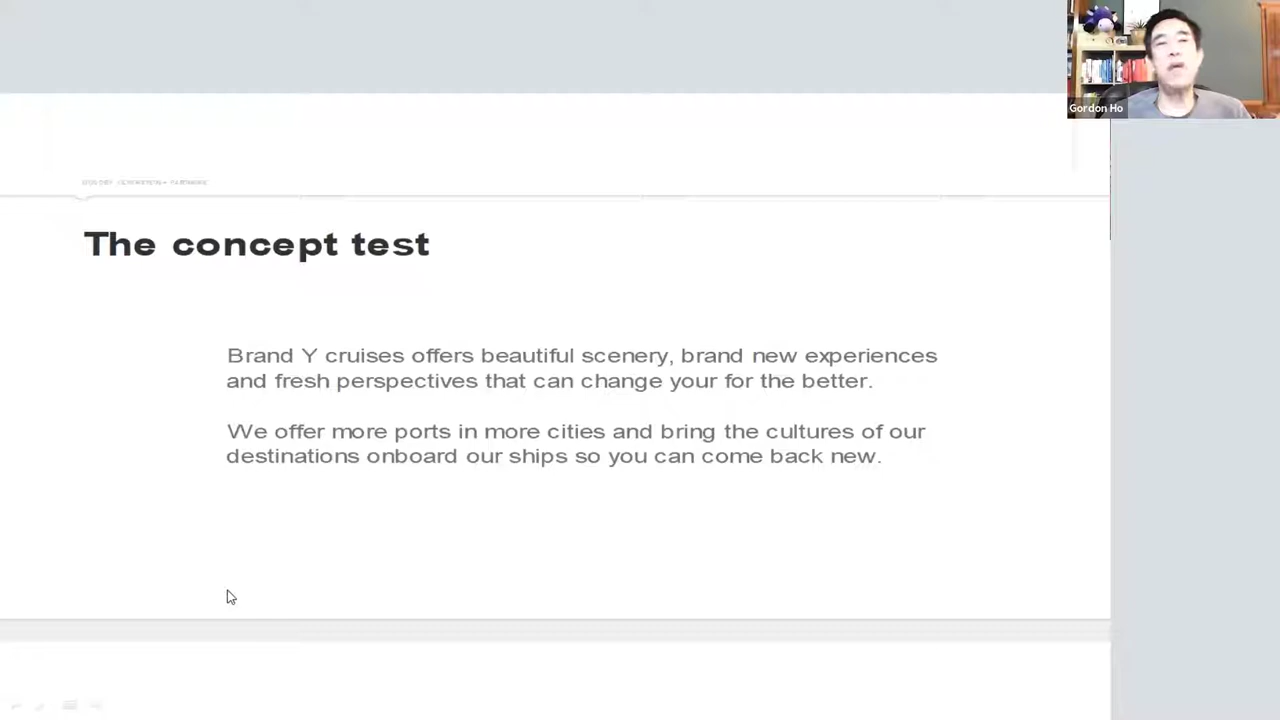 Gordon Ho
The concept test
Brand Y cruises offers beautiful scenery, brand new experiences
and fresh perspectives that can change your for the better.
We offer more ports in more cities and bring the cultures of our
destinations onboard our ships so you can come back new.